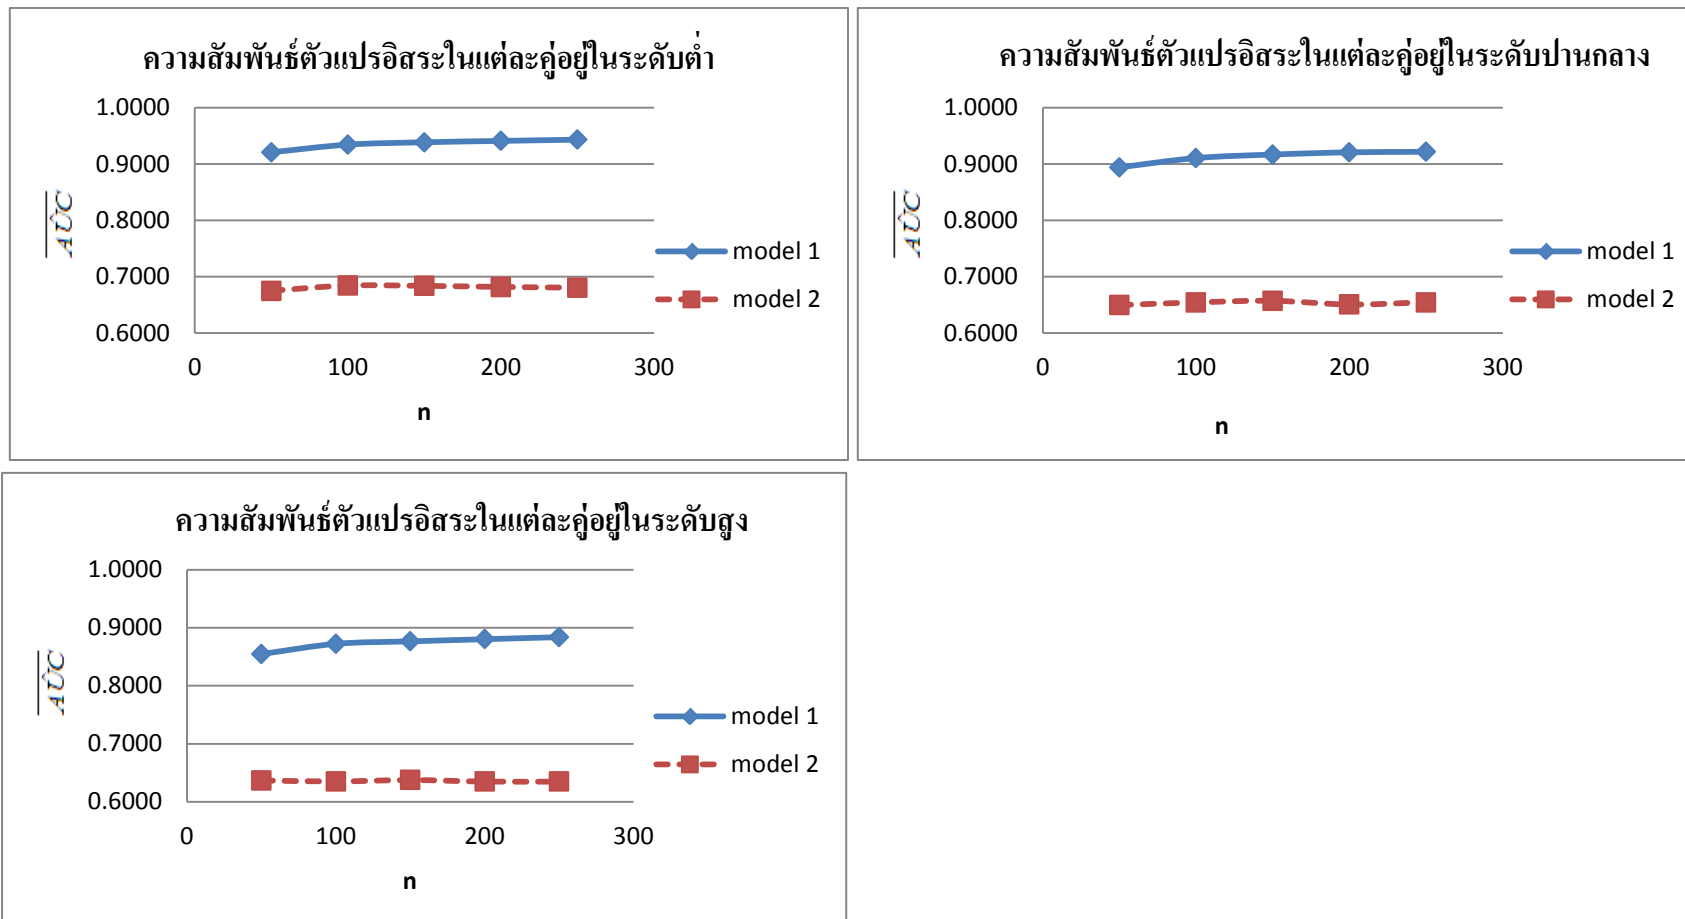 ความสัมพันธ์ตัวแปรอิสระในแต่ละคู่อยู่ในระดับต่ำ
1.0000
0.9000
0.8000
0.7000
0.6000
0 100 200 300
n
AÛC
model 1
model 2
ความสัมพันธ์ตัวแปรอิสระในแต่ละคู่อยู่ในระดับปานกลาง
1.0000
0.9000
0.8000
0.7000
0.6000
0 100 200 300
n
AÛC
model 1
model 2
ความสัมพันธ์ตัวแปรอิสระในแต่ละคู่อยู่ในระดับสูง
1.0000
0.9000
0.8000
0.7000
0.6000
0 100 200 300
n
AÛC
model 1
model 2